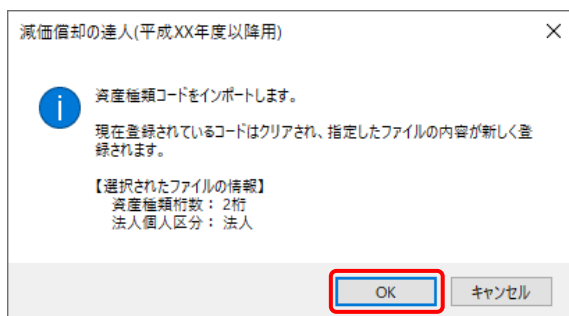 減価償却の達人(平成XX年度以降用)
資産種類コードをインポートします。
現在登録されているコードはクリアされ、指定したファイルの内容が新しく登
録されます。
【選択されたファイルの情報】
資産種類桁数： 2桁
法人個人区分： 法人
OK
キャンセル